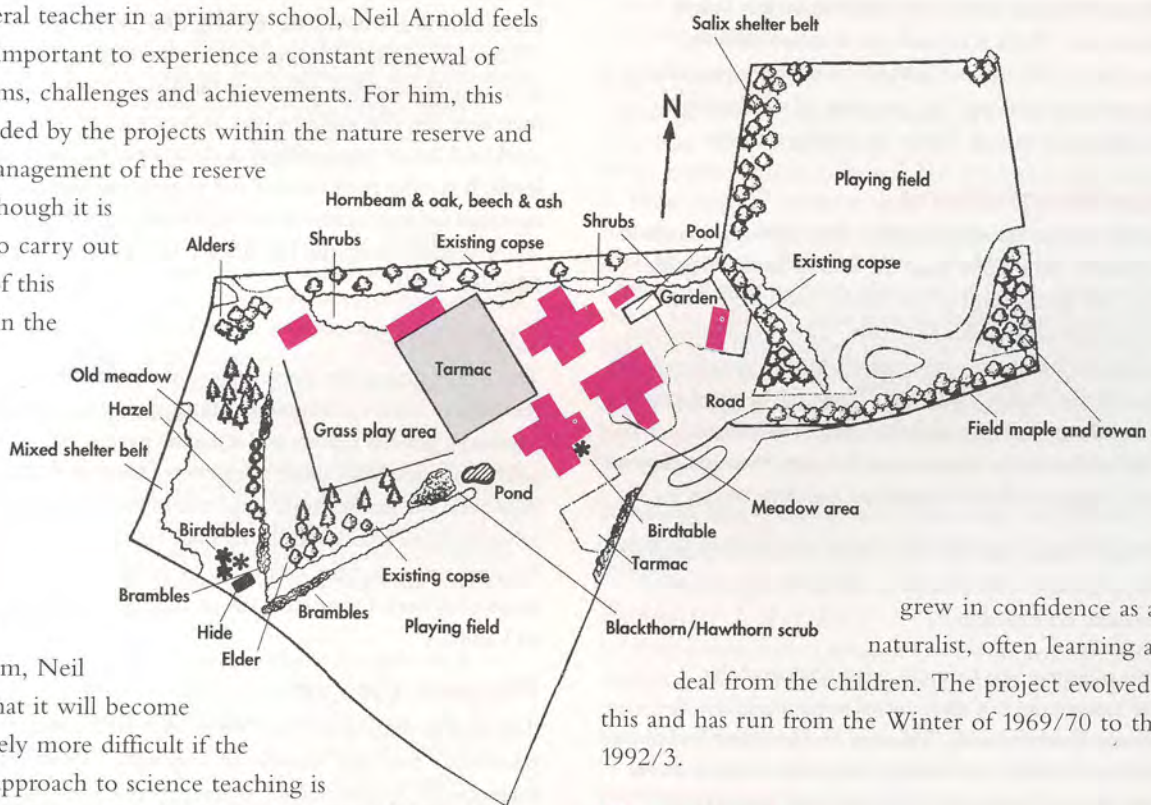 eral teacher in a primary school, Neil Arnold feels
important to experience a constant renewal of
ms, challenges and achievements. For him, this
ded by the projects within the nature reserve and
anagement of the reserve
hough it is
o carry out
f this
n the
Salix shelter belt
N
Playing field
Hornbeam & oak, beech & ash
Shrubs
Pool
Alders
Shrubs
Existing copse
Existing copse
Garden
Old meadow
Hazel
Mixed shelter belt
Tarmac
Grass play area
Road
Field maple and rowan
Pond
Meadow area
Birdtables
Birdtable
Tarmac
Brambles
Existing copse
Hide
Brambles
Elder
Playing field
Blackthorn/Hawthorn scrub
m, Neil
hat it will become
ely more difficult if the
pproach to science teaching is
grew in confidence as a
naturalist, often learning a
deal from the children. The project evolved
this and has run from the Winter of 1969/70 to th
1992/3.